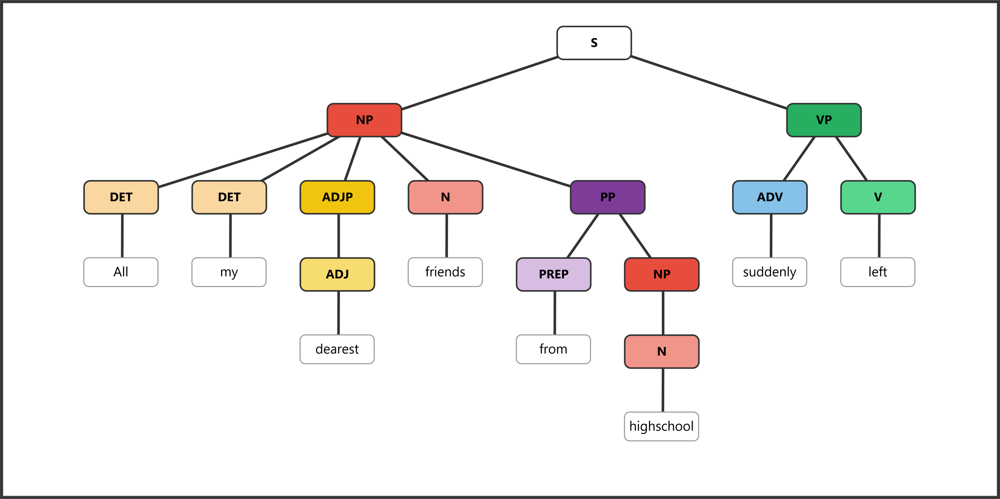 S
NP VP
DET DET ADJP N PP ADV V
All my ADJ friends PREP NP suddenly left
dearest from N
highschool